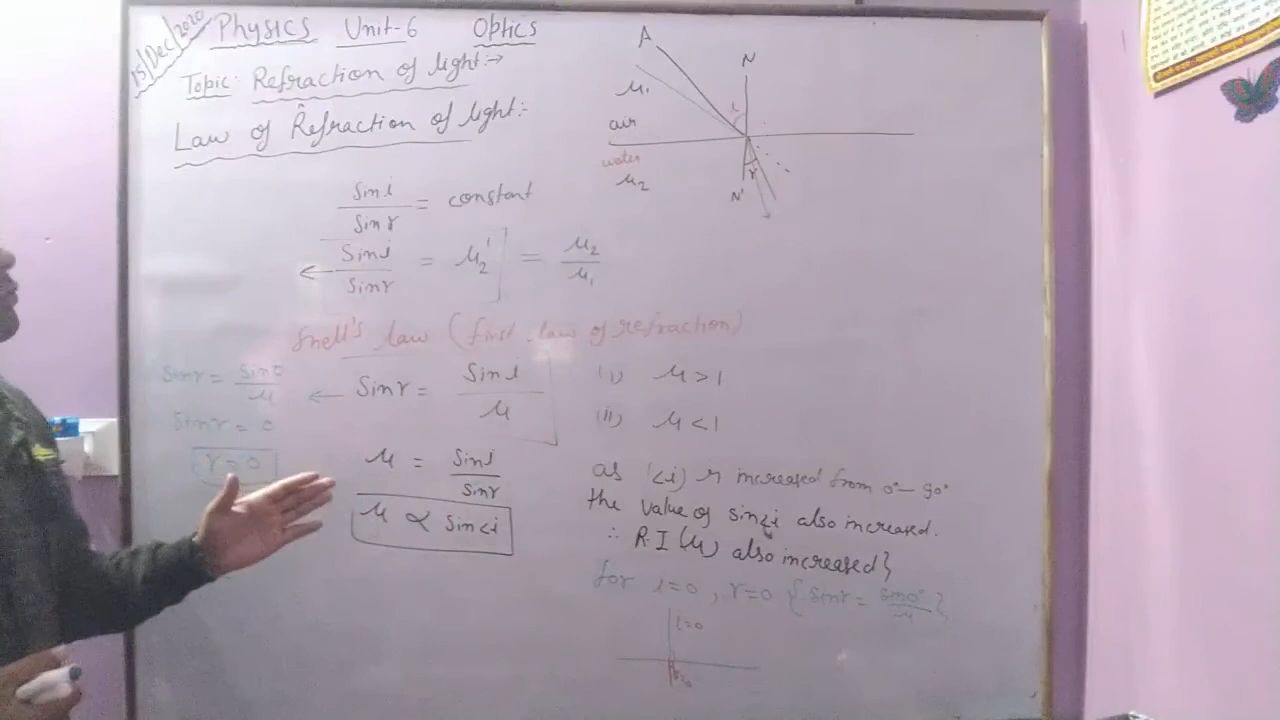 15/Dec/2020
Physics Unit-6 Optics
Topic: Refraction of light:→
Law of Refraction of light:-
A
N
μ₁
i
air
water
μ₂
r
N'
Sin i / Sin r = constant
← Sin i / Sin r = μ₂¹ ] = μ₂ / μ₁
Snell's law (first law of refraction)
Sin r = Sin 0 / μ
Sin r = 0
r = 0
← Sin r = Sin i / μ
μ = Sin i / Sin r
μ ∝ Sin<i
(i) μ > 1
(ii) μ < 1
as (<i) is increased from 0° – 90°
the value of sin<i also increased.
∴ R.I (μ) also increased}
for i=0, r=0 { Sin r = Sin 0° / μ }
i=0